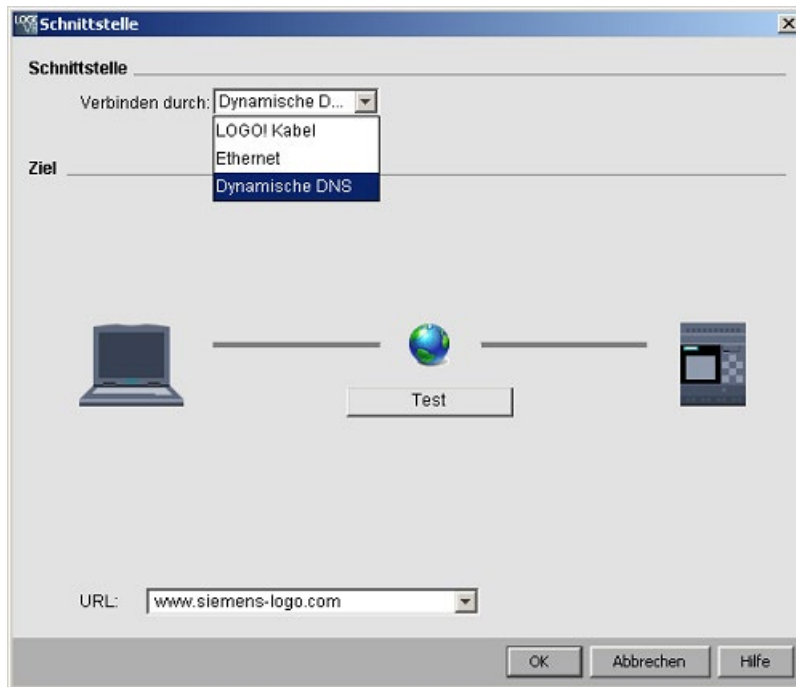 Schnittstelle
Schnittstelle
Verbinden durch: Dynamische D...
LOGO! Kabel
Ethernet
Ziel
Dynamische DNS
Test
URL: www.siemens-logo.com
OK Abbrechen Hilfe